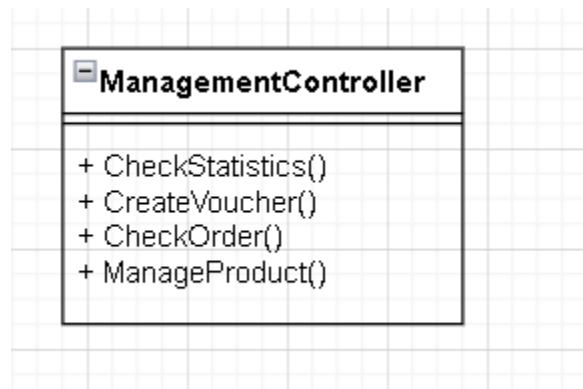 ManagementController
+ CheckStatistics()
+ CreateVoucher()
+ CheckOrder()
+ ManageProduct()